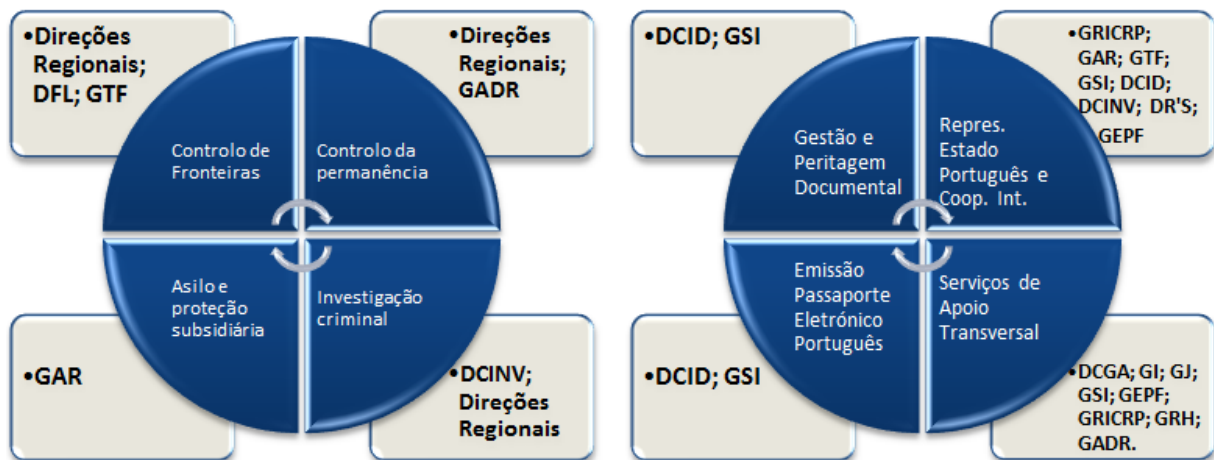 •Direções
Regionais;
DFL; GTF
•Direções
Regionais;
GADR
Controlo de
Fronteiras
Controlo da
permanência
Asilo e
proteção
subsidiária
Investigação
criminal
•GAR
•DCINV;
Direções
Regionais
•DCID; GSI
•GRICRP;
GAR; GTF;
GSI; DCID;
DCINV; DR'S;
GEPF
Gestão e
Peritagem
Documental
Repres.
Estado
Português e
Coop. Int.
Emissão
Passaporte
Eletrónico
Português
Serviços de
Apoio
Transversal
•DCID; GSI
•DCGA; GI; GJ;
GSI; GEPF;
GRICRP; GRH;
GADR.